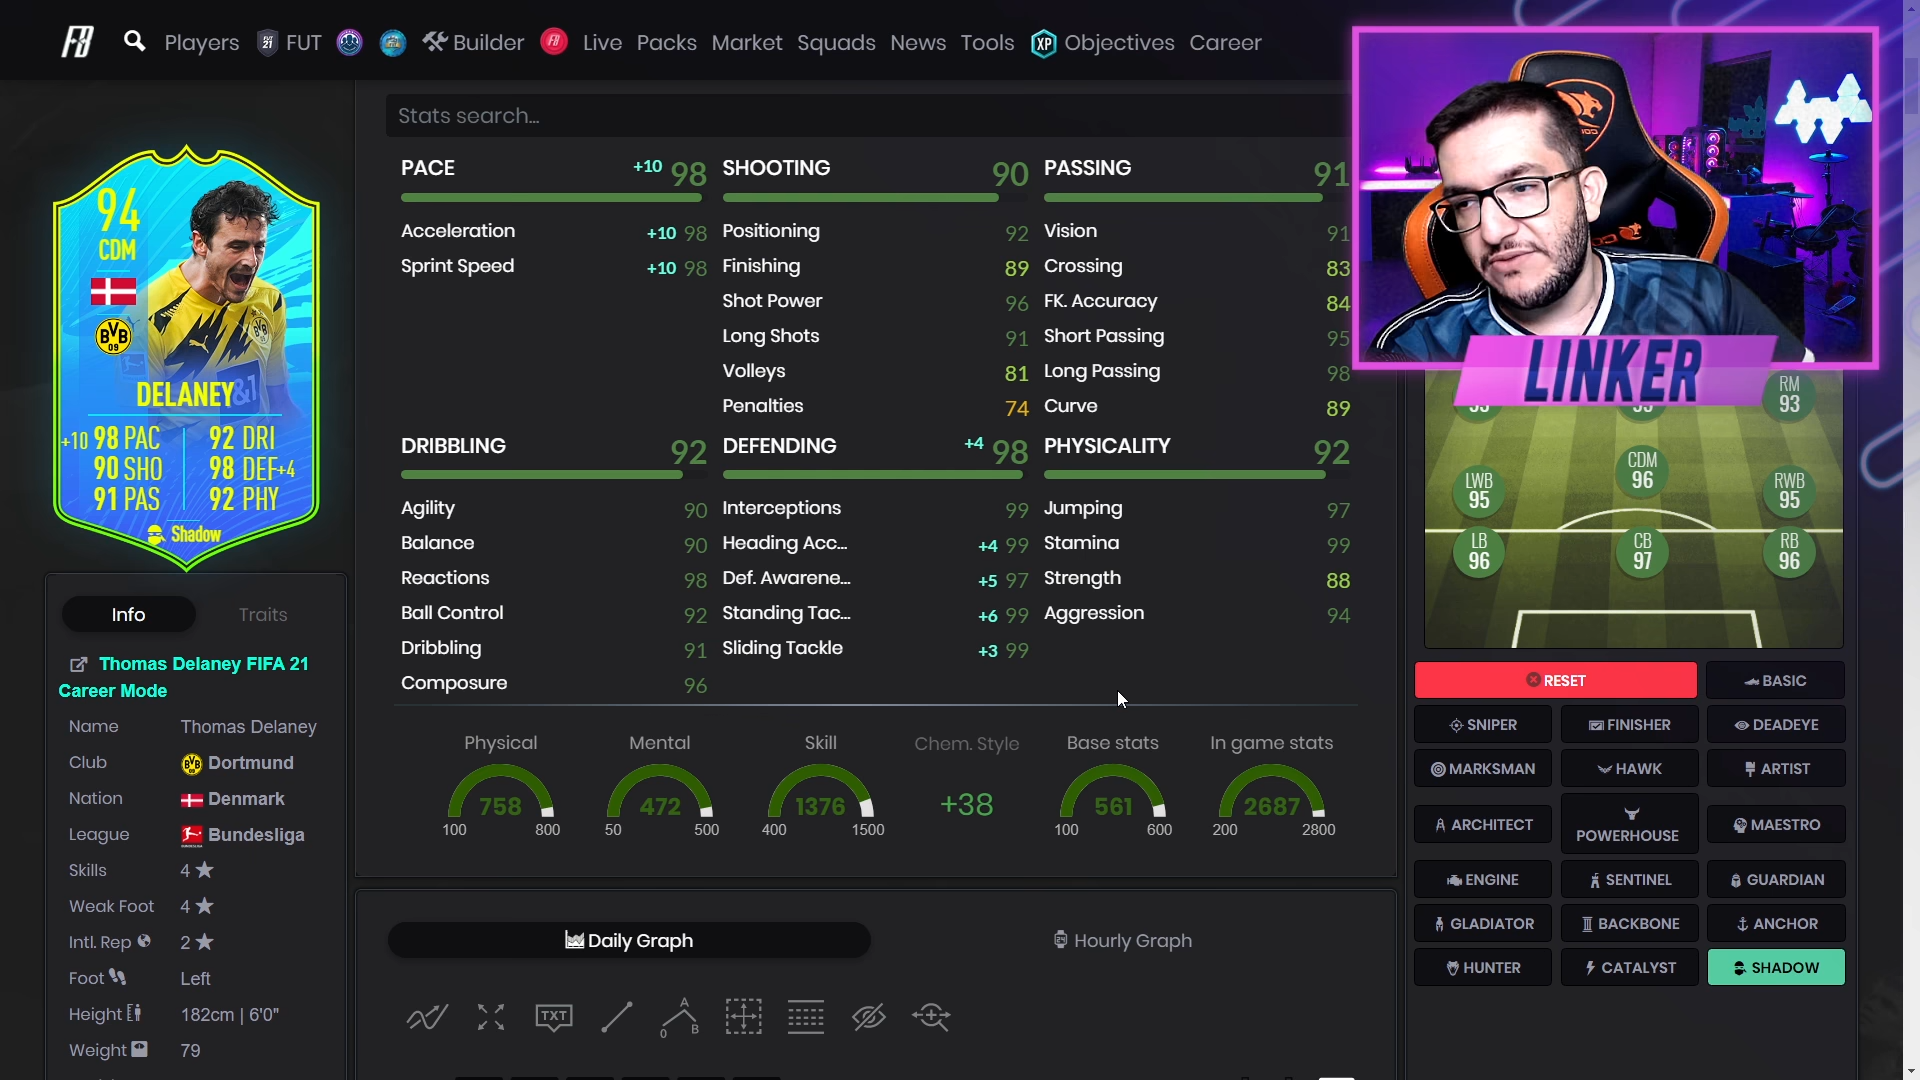 Players FUT Builder Live Packs Market Squads News Tools XP Objectives Career
Stats search...
94
CDM
DELANEY
+10 98 PAC 92 DRI
90 SHO 98 DEF +4
91 PAS 92 PHY
Shadow
Info Traits
Thomas Delaney FIFA 21
Career Mode
Name Thomas Delaney
Club Dortmund
Nation Denmark
League Bundesliga
Skills 4
Weak Foot 4
Intl. Rep 2
Foot Left
Height 182cm | 6'0"
Weight 79
PACE +10 98
Acceleration +10 98
Sprint Speed +10 98
SHOOTING 90
Positioning 92
Finishing 89
Shot Power 96
Long Shots 91
Volleys 81
Penalties 74
PASSING 91
Vision 91
Crossing 83
FK. Accuracy 84
Short Passing 95
Long Passing 98
Curve 89
DRIBBLING 92
Agility 90
Balance 90
Reactions 98
Ball Control 92
Dribbling 91
Composure 96
DEFENDING +4 98
Interceptions 99
Heading Acc... +4 99
Def. Awarene... +5 97
Standing Tac... +6 99
Sliding Tackle +3 99
PHYSICALITY 92
Jumping 97
Stamina 99
Strength 88
Aggression 94
Physical Mental Skill Chem. Style Base stats In game stats
758 472 1376 +38 561 2687
100 800 50 500 400 1500 100 600 200 2800
Daily Graph Hourly Graph
TXT
A
0 B
LINKER
RM
93
CDM
96
LWB
95
RWB
95
LB
96
CB
97
RB
96
RESET BASIC
SNIPER FINISHER DEADEYE
MARKSMAN HAWK ARTIST
ARCHITECT POWERHOUSE MAESTRO
ENGINE SENTINEL GUARDIAN
GLADIATOR BACKBONE ANCHOR
HUNTER CATALYST SHADOW